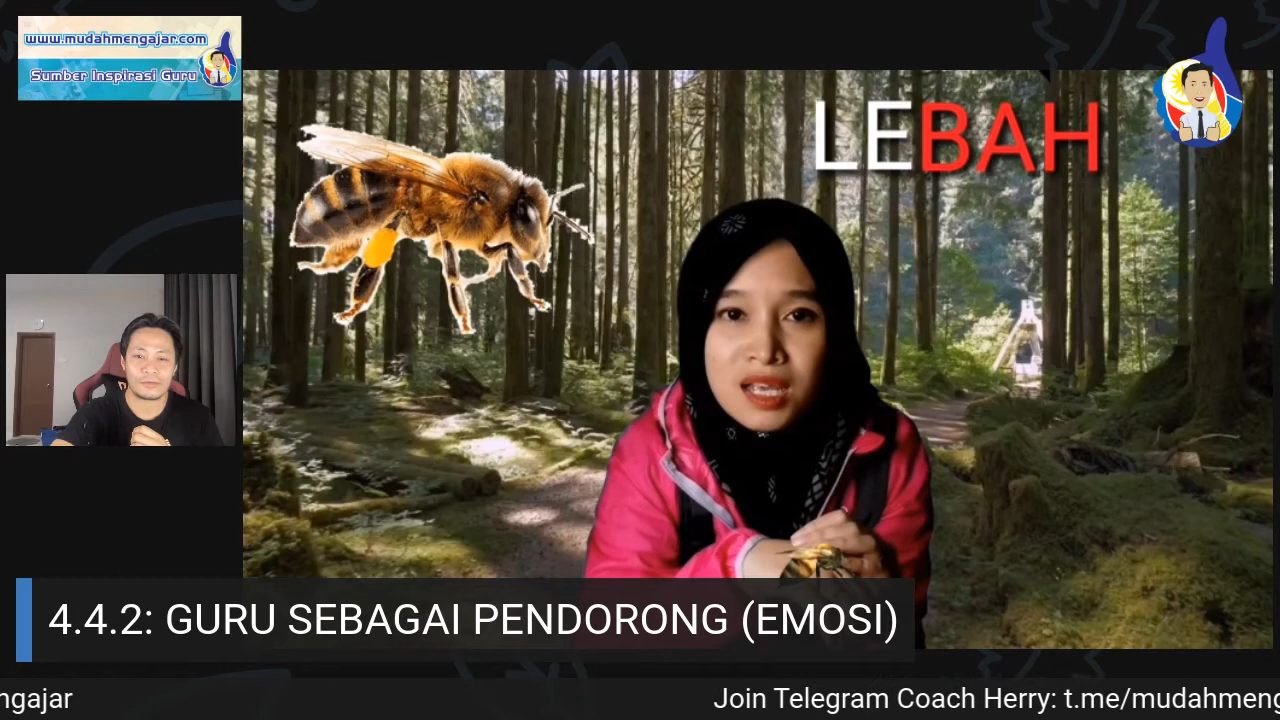 www.mudahmengajar.com
Sumber Inspirasi Guru
LEBAH
4.4.2: GURU SEBAGAI PENDORONG (EMOSI)
ngajar Join Telegram Coach Herry: t.me/mudahmeng